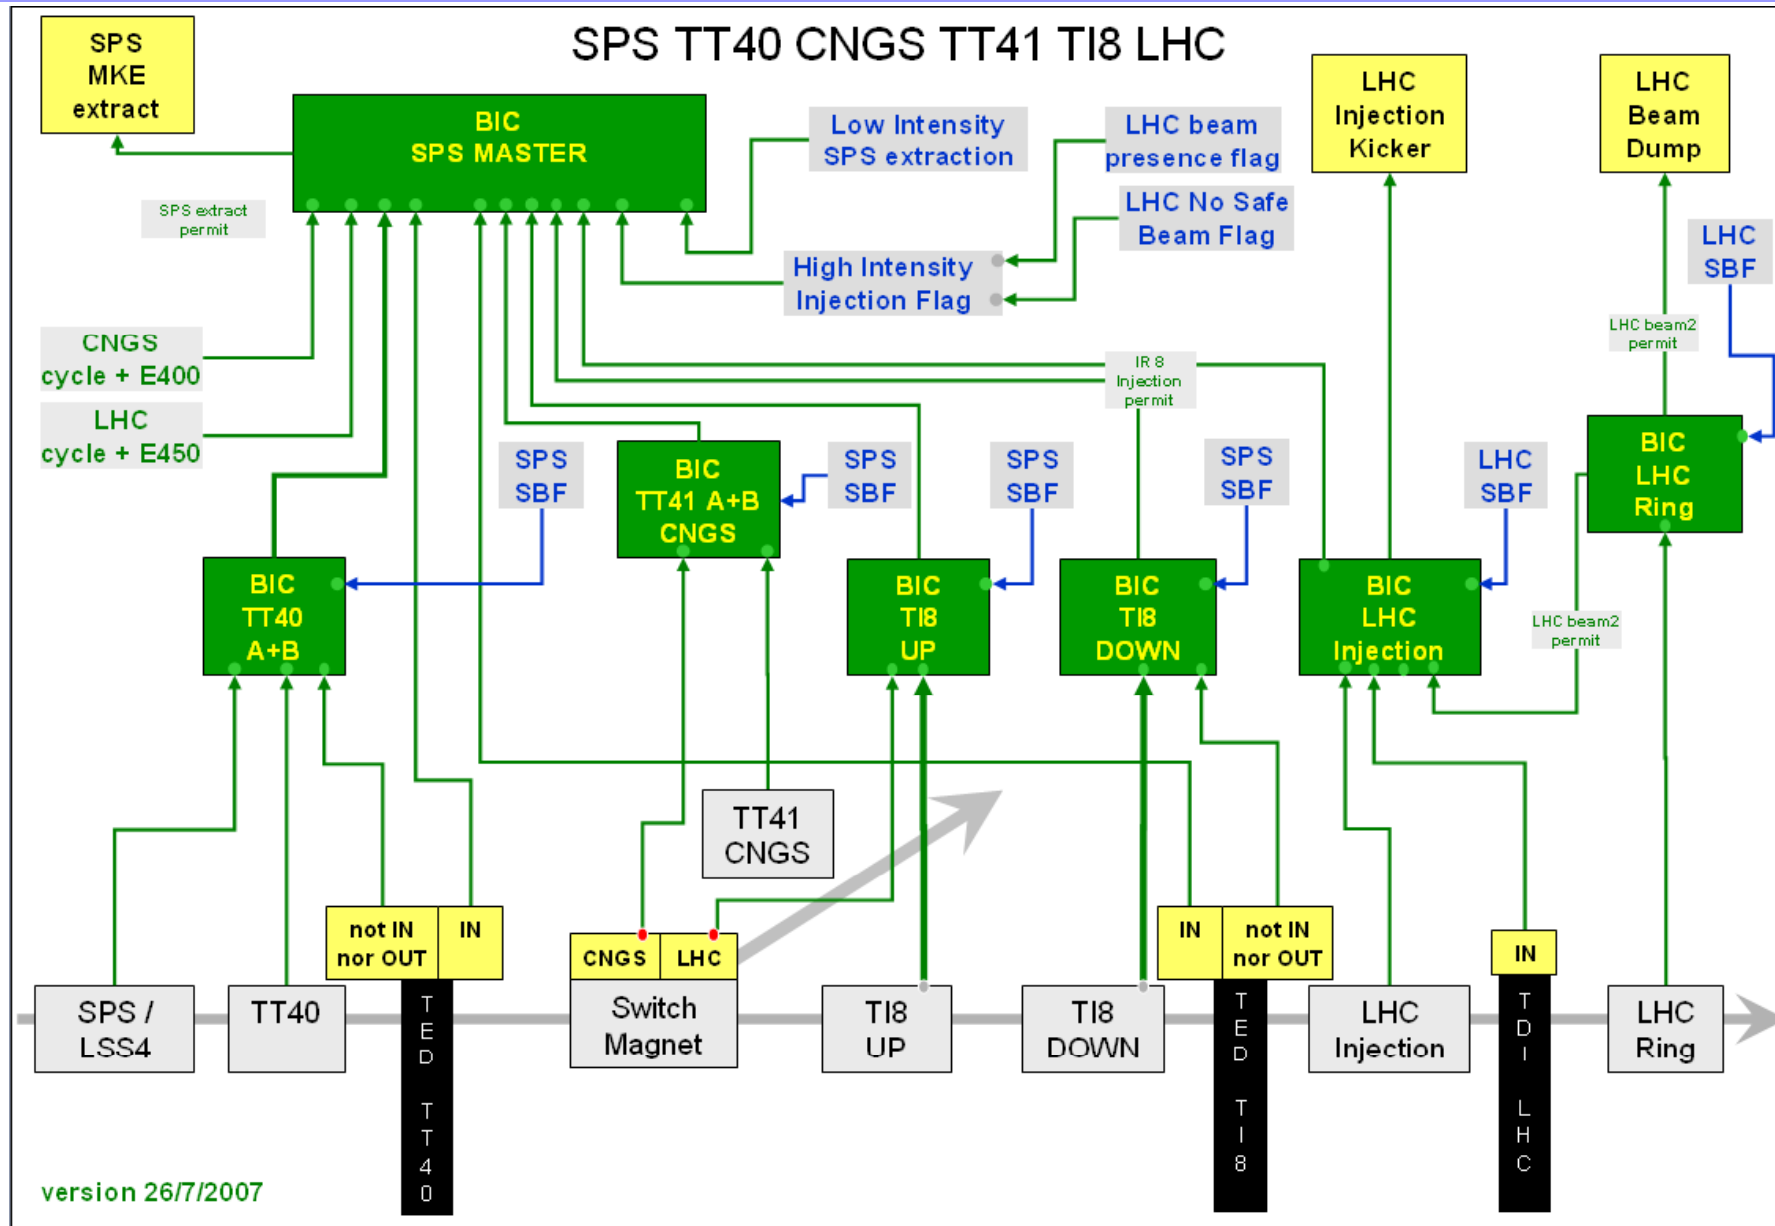 SPS TT40 CNGS TT41 TI8 LHC
SPS
MKE
extract
BIC
SPS MASTER
SPS extract
permit
Low Intensity
SPS extraction
LHC beam
presence flag
LHC No Safe
Beam Flag
High Intensity
Injection Flag
LHC
Injection
Kicker
LHC
Beam
Dump
LHC
SBF
LHC beam2
permit
CNGS
cycle + E400
LHC
cycle + E450
IR 8
Injection
permit
SPS
SBF
BIC
TT41 A+B
CNGS
SPS
SBF
SPS
SBF
SPS
SBF
LHC
SBF
BIC
LHC
Ring
BIC
TT40
A+B
BIC
TI8
UP
BIC
TI8
DOWN
BIC
LHC
Injection
LHC beam2
permit
TT41
CNGS
not IN
nor OUT
IN
CNGS
LHC
IN
not IN
nor OUT
IN
SPS /
LSS4
TT40
TED TT40
Switch
Magnet
TI8
UP
TI8
DOWN
TED TI8
LHC
Injection
TDI LHC
LHC
Ring
version 26/7/2007